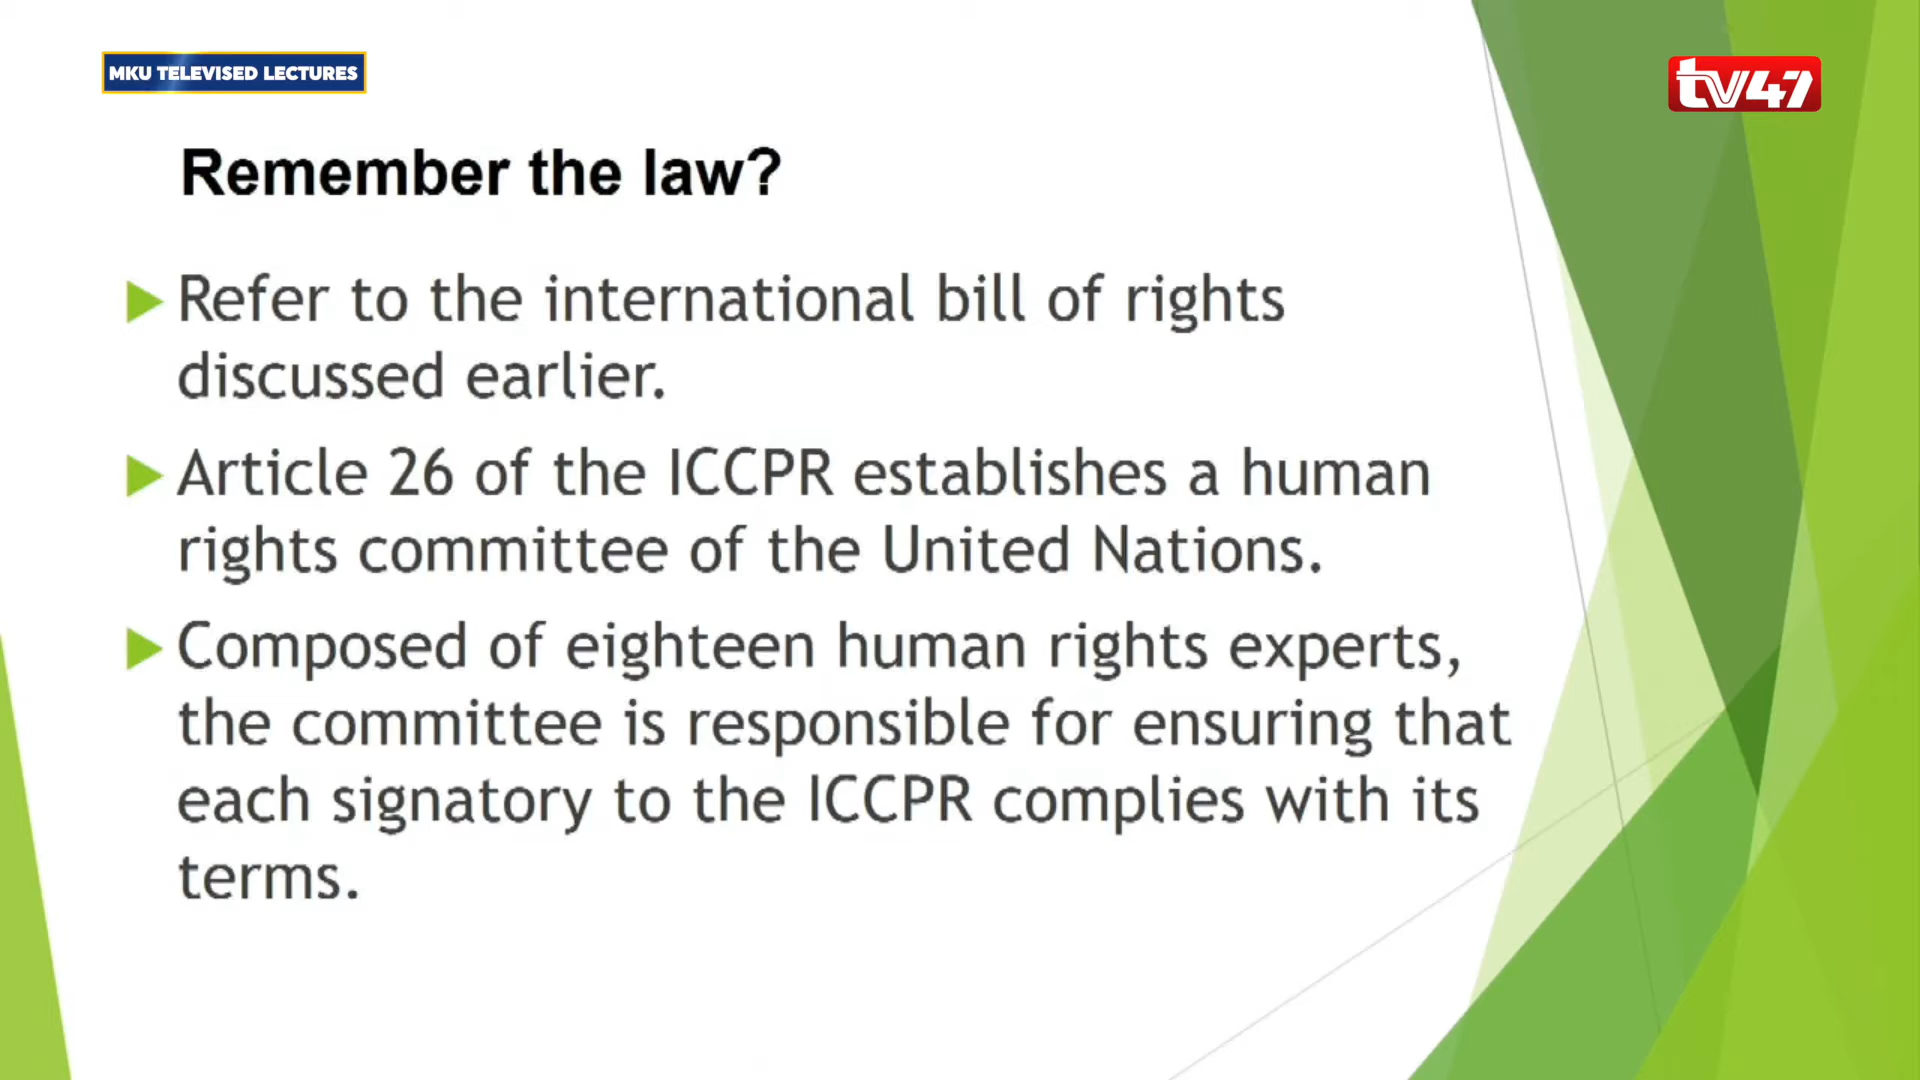 MKU TELEVISED LECTURES
tv47
Remember the law?
Refer to the international bill of rights
discussed earlier.
Article 26 of the ICCPR establishes a human
rights committee of the United Nations.
Composed of eighteen human rights experts,
the committee is responsible for ensuring that
each signatory to the ICCPR complies with its
terms.